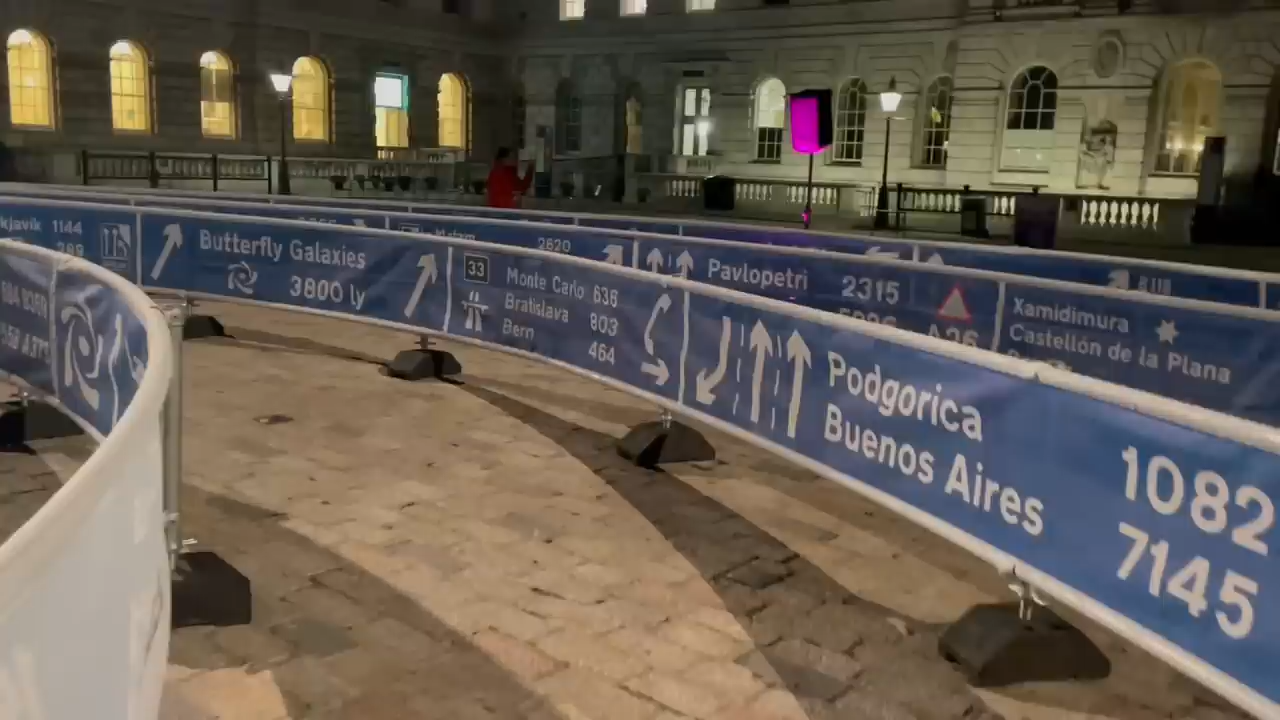 kjavik 1144
Butterfly Galaxies
3800 ly
33
Monte Carlo 636
Bratislava 803
Bern 464
2620
Pavlopetri 2315
A26
Xamidimura
Castellón de la Plana
Podgorica 1082
Buenos Aires 7145